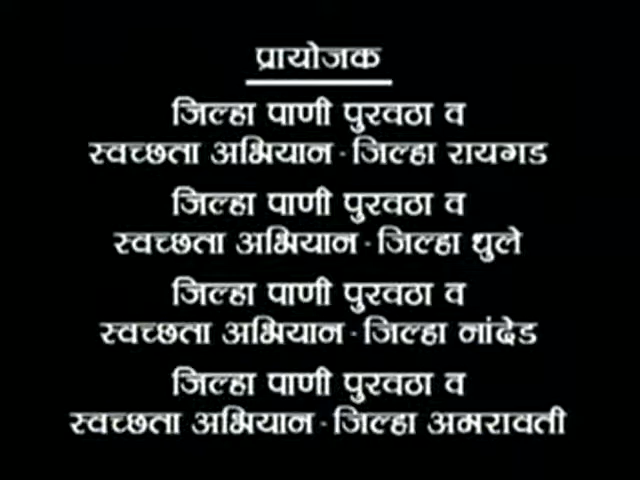 प्रायोजक
जिल्हा पाणी पुरवठा व
स्वच्छता अभियान - जिल्हा रायगड
जिल्हा पाणी पुरवठा व
स्वच्छता अभियान - जिल्हा धुले
जिल्हा पाणी पुरवठा व
स्वच्छता अभियान - जिल्हा नांदेड
जिल्हा पाणी पुरवठा व
स्वच्छता अभियान - जिल्हा अमरावती